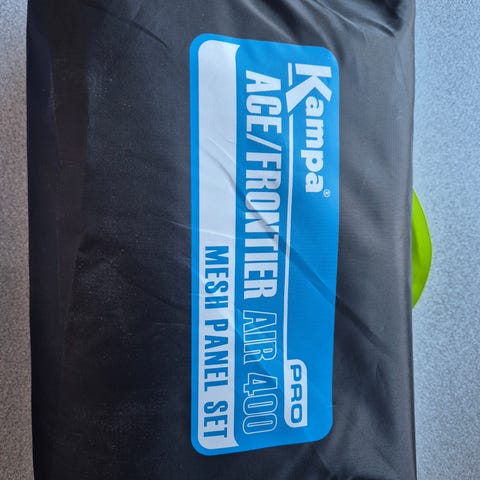 Kampa®
ACE/FRONTIER AIR 400
PRO
MESH PANEL SET